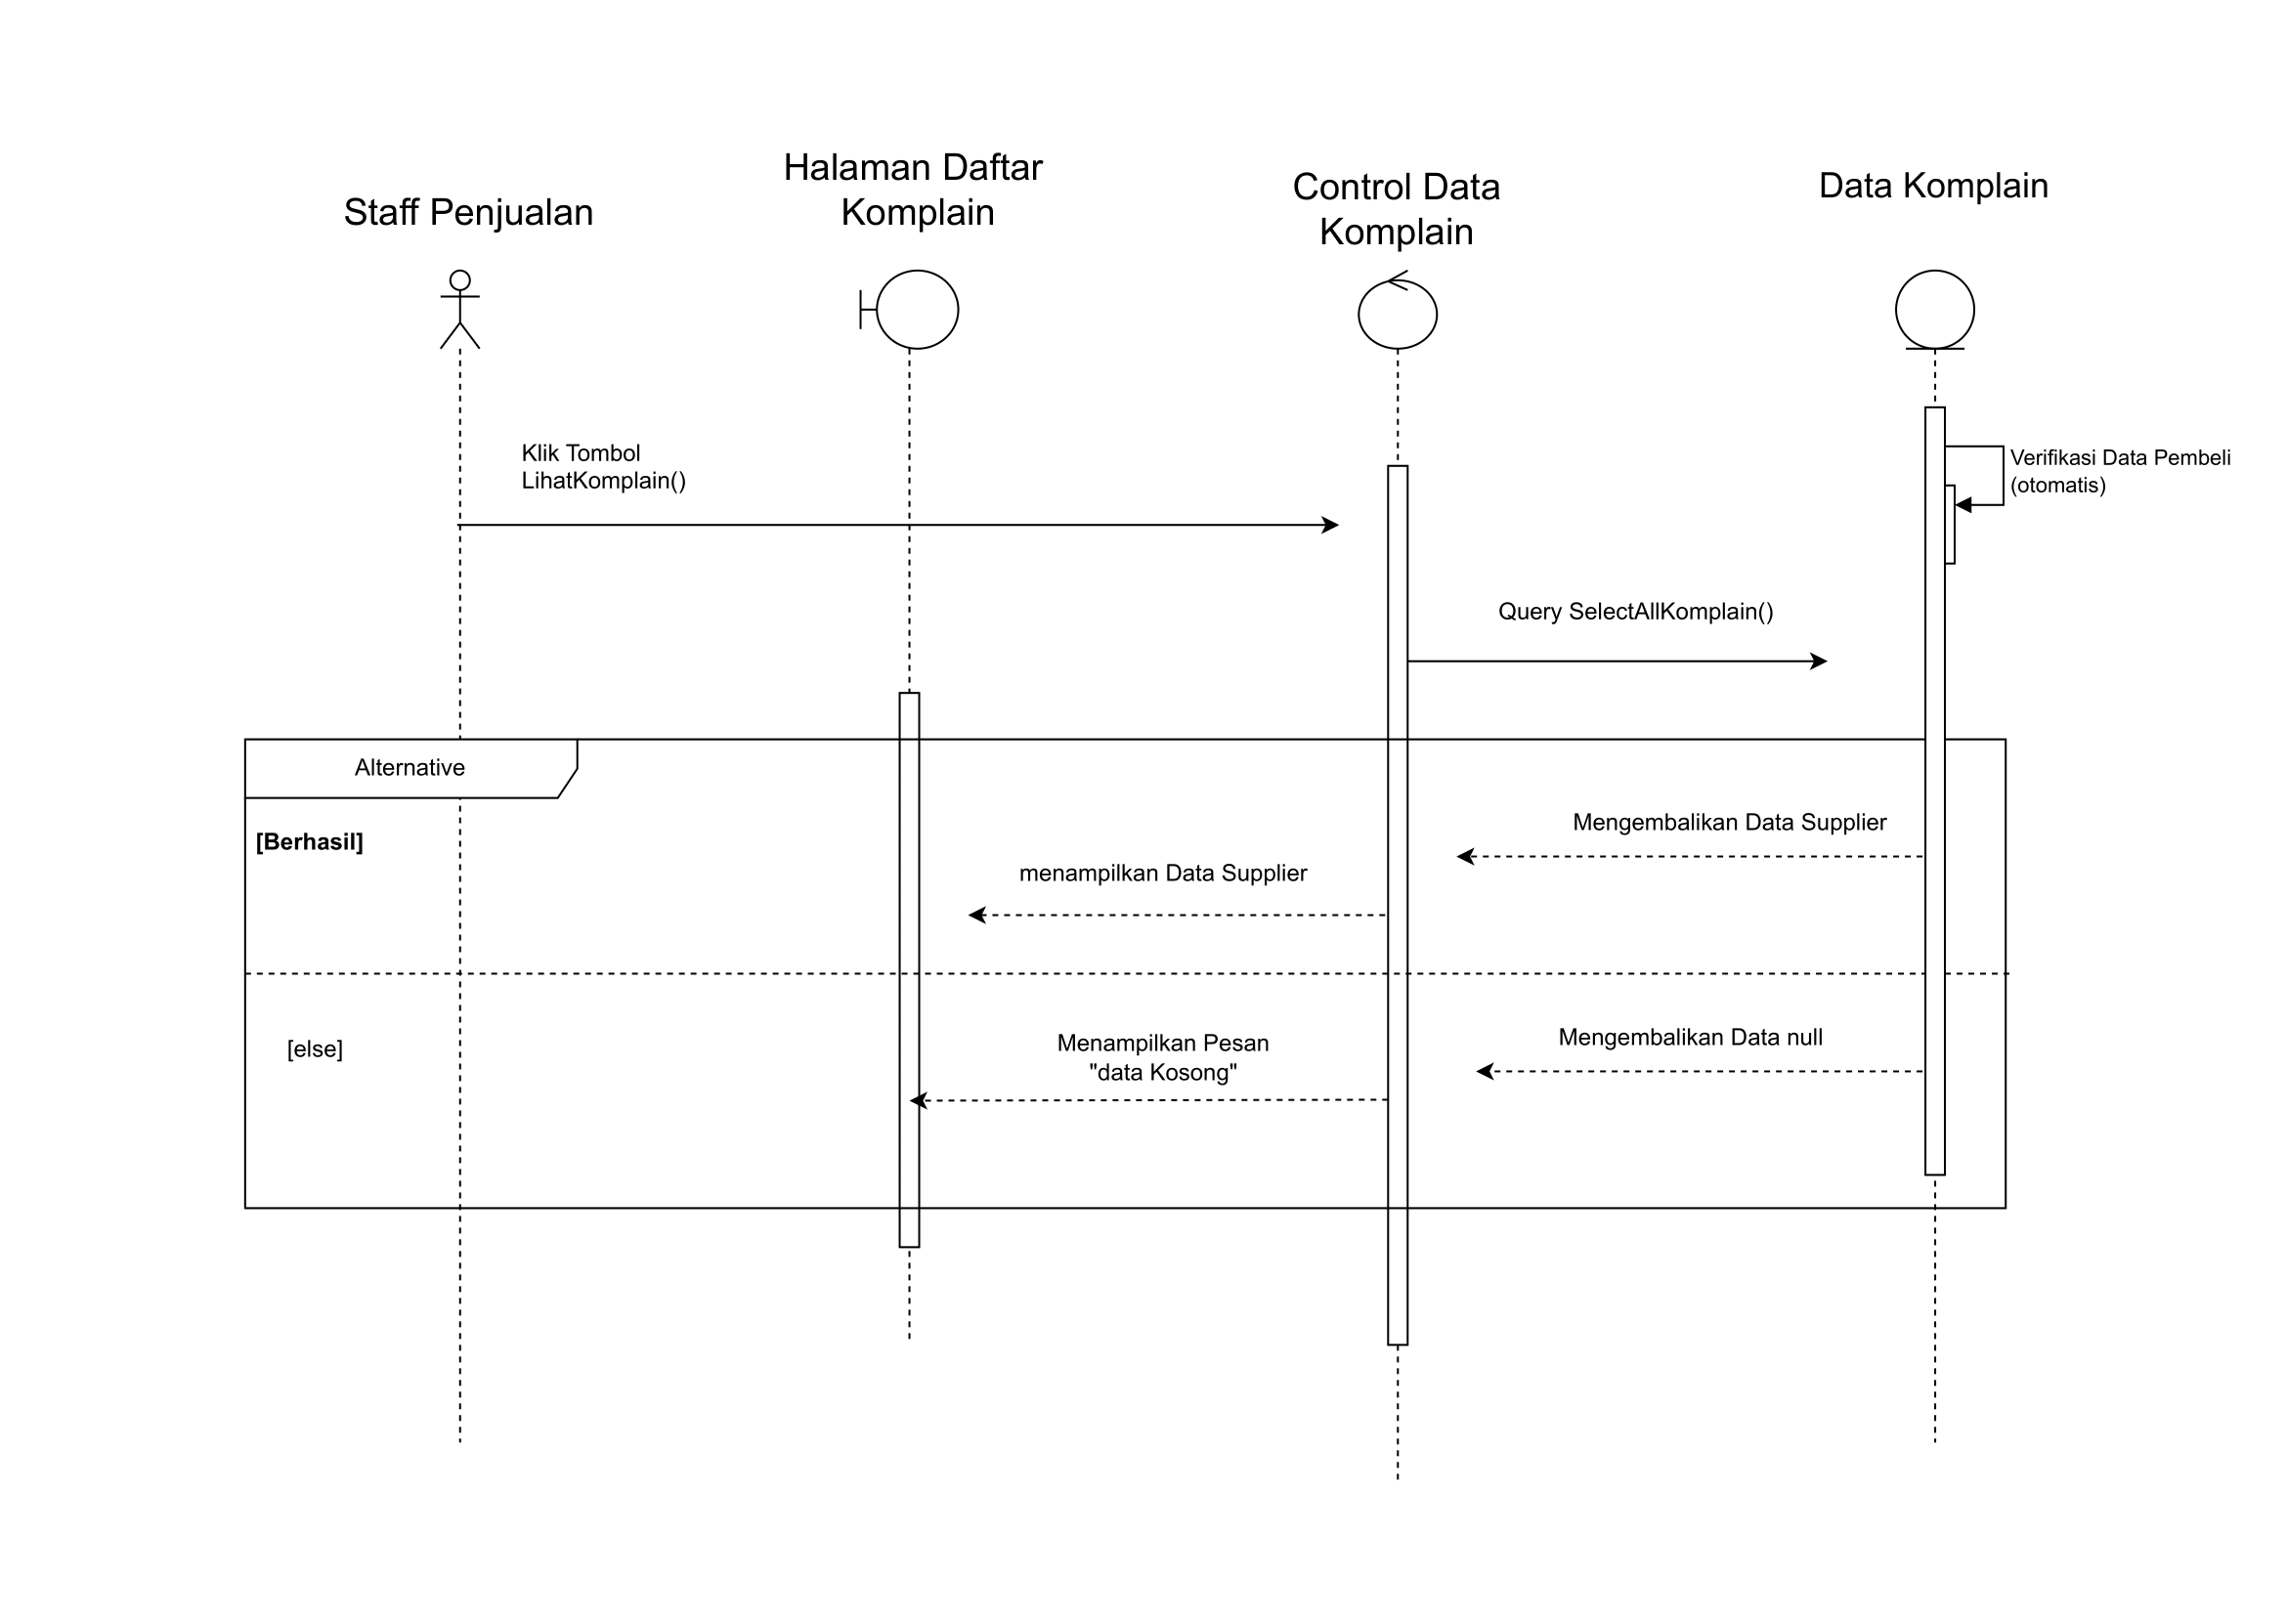 Staff Penjualan
Halaman Daftar
Komplain
Control Data
Komplain
Data Komplain
Klik Tombol
LihatKomplain()
Verifikasi Data Pembeli
(otomatis)
Query SelectAllKomplain()
Alternative
[Berhasil]
Mengembalikan Data Supplier
menampilkan Data Supplier
[else]
Mengembalikan Data null
Menampilkan Pesan
"data Kosong"